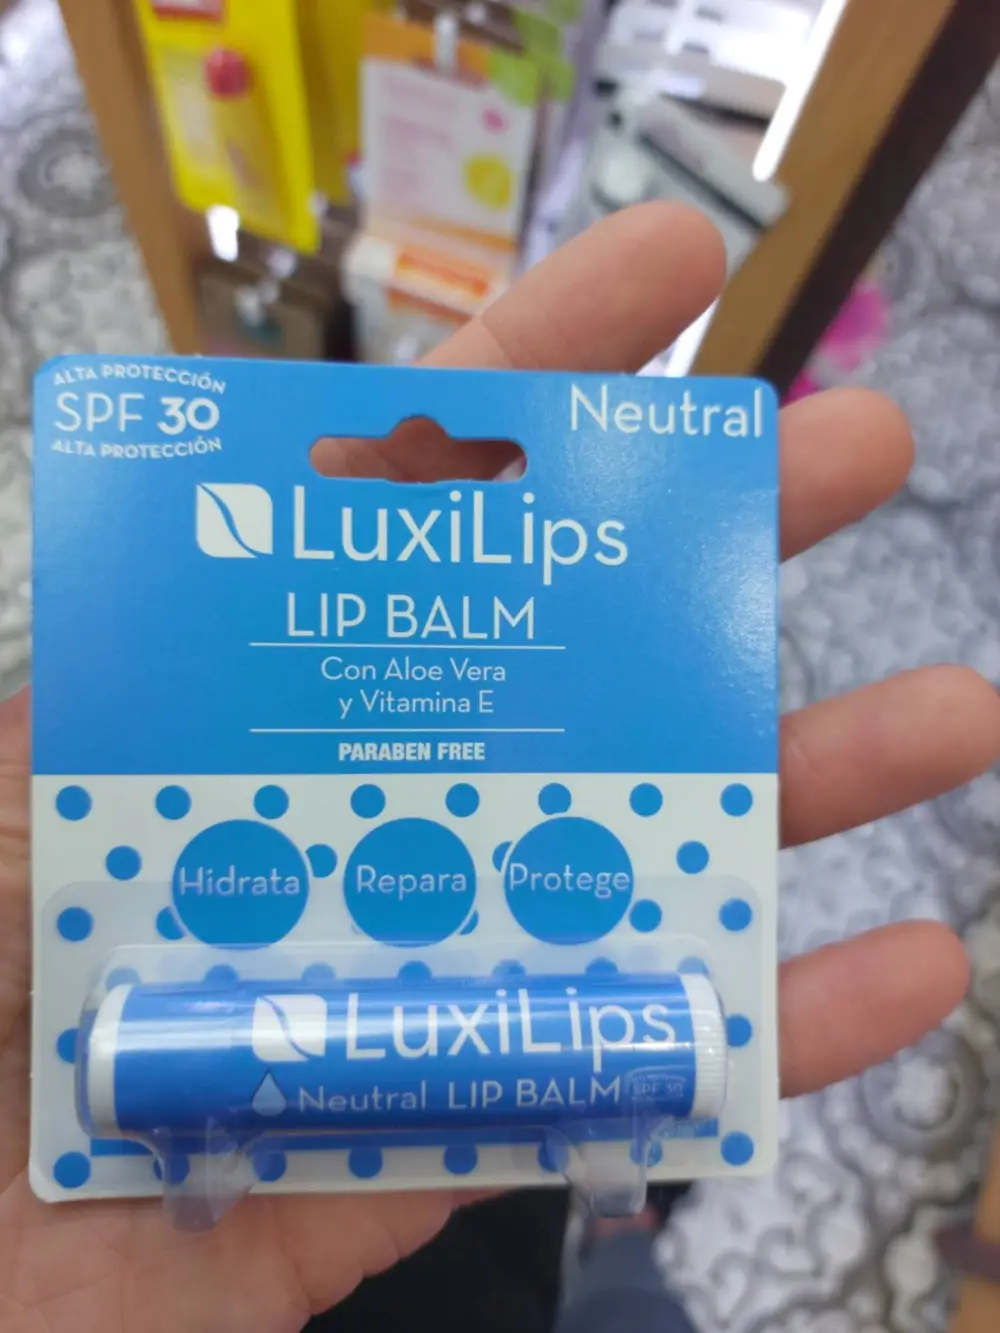 ALTA PROTECCIÓN
SPF 30
ALTA PROTECCIÓN
Neutral
LuxiLips
LIP BALM
Con Aloe Vera
y Vitamina E
PARABEN FREE
Hidrata
Repara
Protege
LuxiLips
Neutral LIP BALM
SPF 30